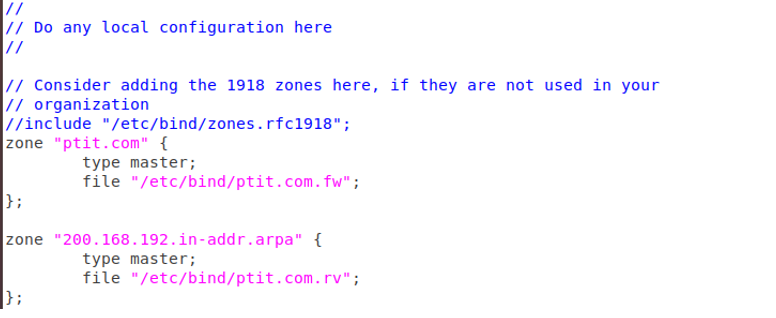 //
// Do any local configuration here
//
// Consider adding the 1918 zones here, if they are not used in your
// organization
//include "/etc/bind/zones.rfc1918";
zone "ptit.com" {
        type master;
        file "/etc/bind/ptit.com.fw";
};
zone "200.168.192.in-addr.arpa" {
        type master;
        file "/etc/bind/ptit.com.rv";
};